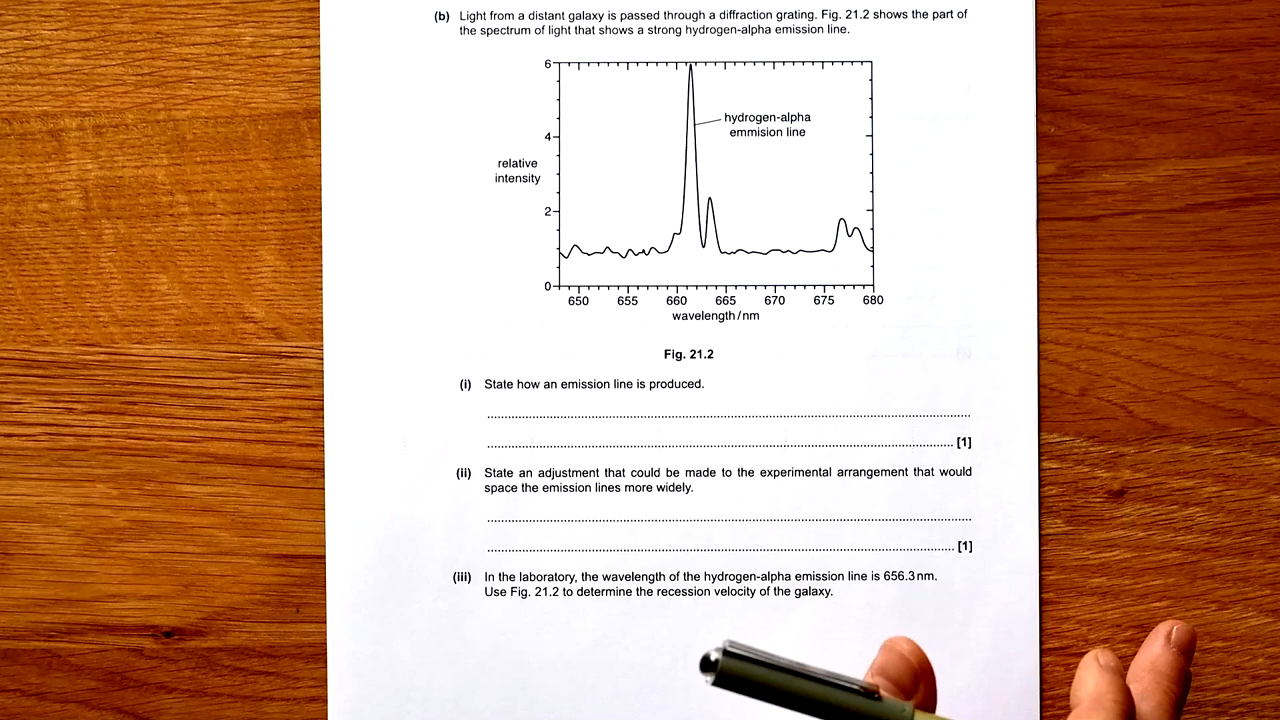 (b) Light from a distant galaxy is passed through a diffraction grating. Fig. 21.2 shows the part of
the spectrum of light that shows a strong hydrogen-alpha emission line.
6
hydrogen-alpha
emmision line
4
relative
intensity
2
0
650 655 660 665 670 675 680
wavelength/nm
Fig. 21.2
(i) State how an emission line is produced.
[1]
(ii) State an adjustment that could be made to the experimental arrangement that would
space the emission lines more widely.
[1]
(iii) In the laboratory, the wavelength of the hydrogen-alpha emission line is 656.3 nm.
Use Fig. 21.2 to determine the recession velocity of the galaxy.